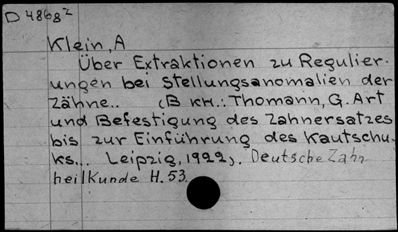 D 4868²
Klein, A
Über Extraktionen zu Regulier-
ungen bei Stellungsanomalien der
Zähne.. (B KH.: Thomann, G. Art
und Befestigung des Zahnersatzes
bis zur Einführung des Kautschu-
ks... Leipzig, 1922). Deutsche Zahn
heilkunde H. 53.